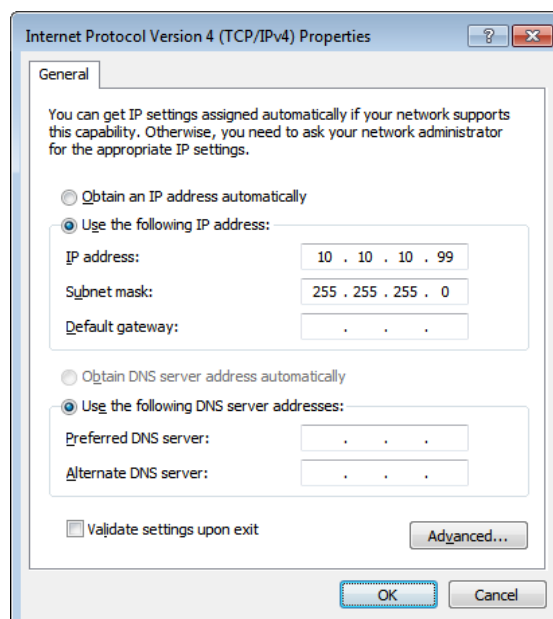 Internet Protocol Version 4 (TCP/IPv4) Properties
General
You can get IP settings assigned automatically if your network supports
this capability. Otherwise, you need to ask your network administrator
for the appropriate IP settings.
Obtain an IP address automatically
Use the following IP address:
IP address: 10 . 10 . 10 . 99
Subnet mask: 255 . 255 . 255 . 0
Default gateway: . . .
Obtain DNS server address automatically
Use the following DNS server addresses:
Preferred DNS server: . . .
Alternate DNS server: . . .
Validate settings upon exit
Advanced...
OK Cancel